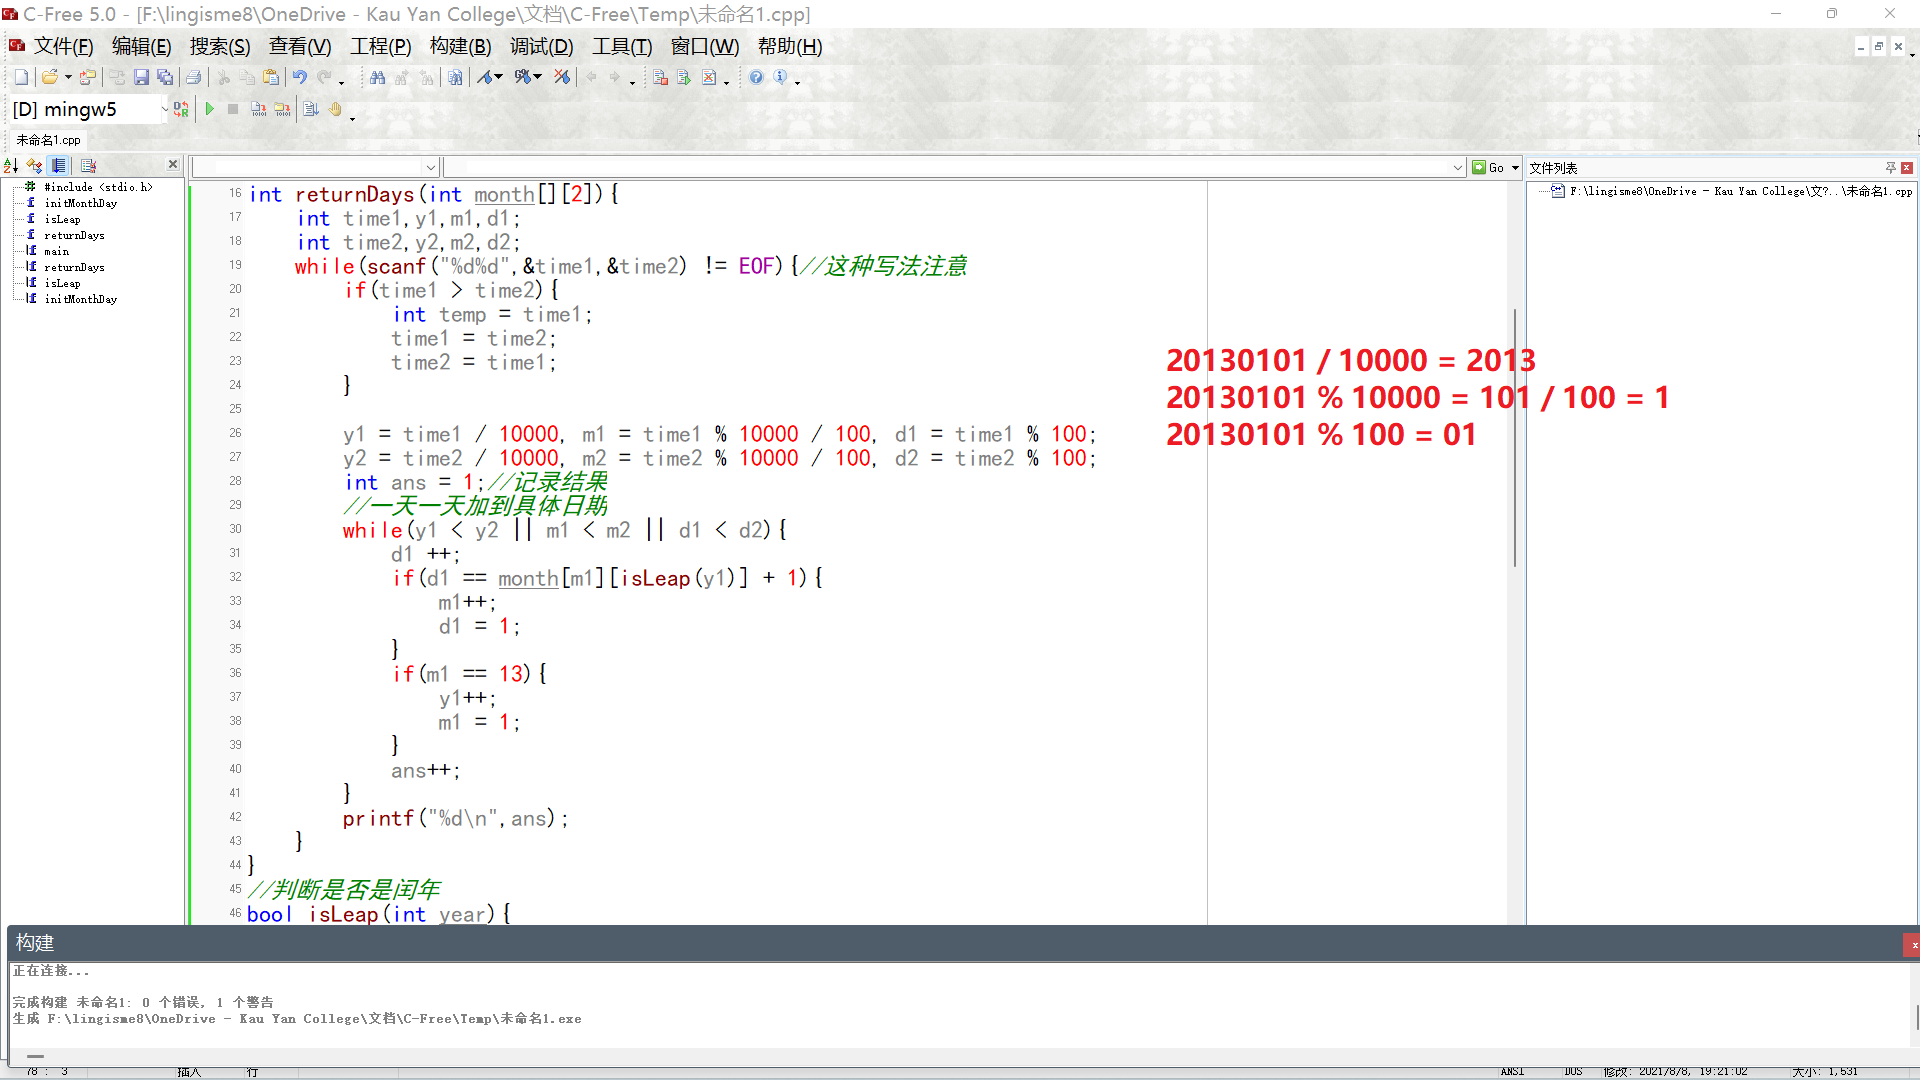 C-Free 5.0 - [F:\lingisme8\OneDrive - Kau Yan College\文档\C-Free\Temp\未命名1.cpp]
文件(F) 编辑(E) 搜索(S) 查看(V) 工程(P) 构建(B) 调试(D) 工具(T) 窗口(W) 帮助(H)
[D] mingw5
未命名1.cpp
Go
文件列表
#include <stdio.h>
initMonthDay
isLeap
returnDays
main
returnDays
isLeap
initMonthDay
F:\lingisme8\OneDrive - Kau Yan College\文?..\未命名1.cpp
16 int returnDays(int month[][2]){
17 int time1,y1,m1,d1;
18 int time2,y2,m2,d2;
19 while(scanf("%d%d",&time1,&time2) != EOF){//这种写法注意
20 if(time1 > time2){
21 int temp = time1;
22 time1 = time2;
23 time2 = time1;
24 }
25
26 y1 = time1 / 10000, m1 = time1 % 10000 / 100, d1 = time1 % 100;
27 y2 = time2 / 10000, m2 = time2 % 10000 / 100, d2 = time2 % 100;
28 int ans = 1;//记录结果
29 //一天一天加到具体日期
30 while(y1 < y2 || m1 < m2 || d1 < d2){
31 d1 ++;
32 if(d1 == month[m1][isLeap(y1)] + 1){
33 m1++;
34 d1 = 1;
35 }
36 if(m1 == 13){
37 y1++;
38 m1 = 1;
39 }
40 ans++;
41 }
42 printf("%d\n",ans);
43 }
44 }
45 //判断是否是闰年
46 bool isLeap(int year){
20130101 / 10000 = 2013
20130101 % 10000 = 101 / 100 = 1
20130101 % 100 = 01
构建
正在连接...
完成构建 未命名1: 0 个错误, 1 个警告
生成 F:\lingisme8\OneDrive - Kau Yan College\文档\C-Free\Temp\未命名1.exe
78 : 3 插入 行 ANSI DOS 修改: 2021/8/8, 19:21:02 大小: 1,531